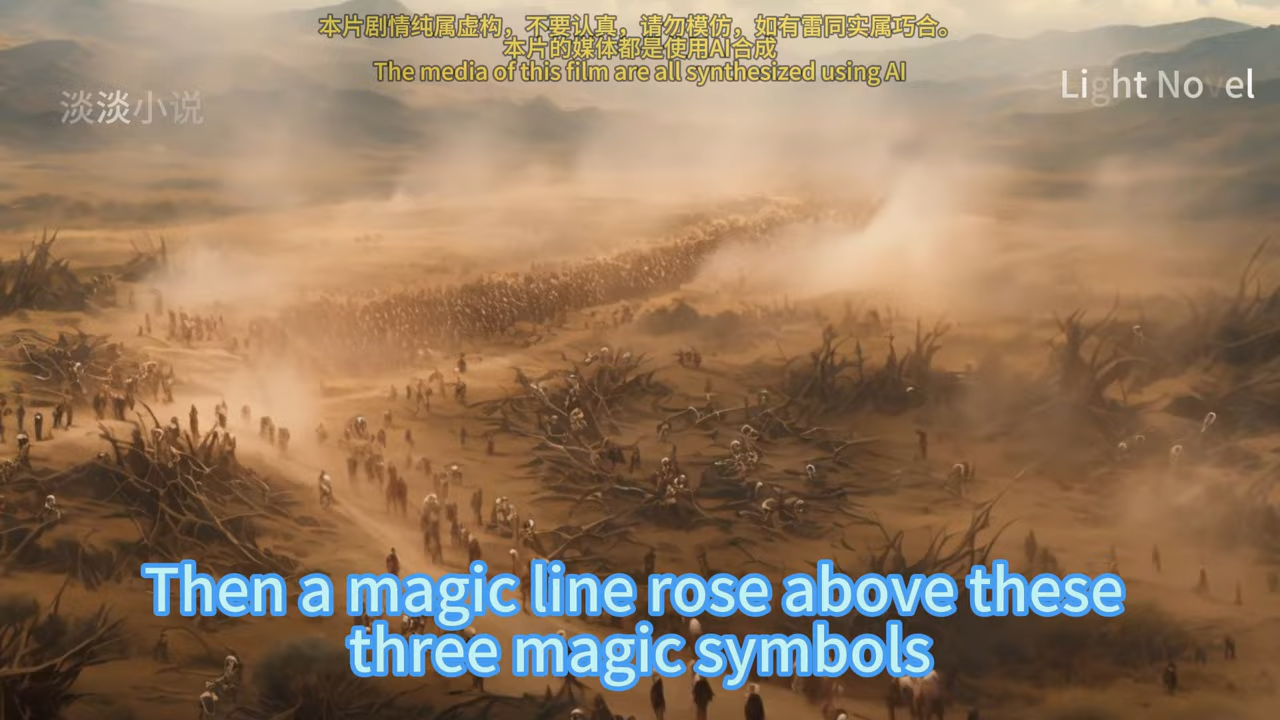 本片剧情纯属虚构，不要认真，请勿模仿，如有雷同实属巧合。
本片的媒体都是使用AI合成
The media of this film are all synthesized using AI
淡淡小说
Light Novel
Then a magic line rose above these
three magic symbols